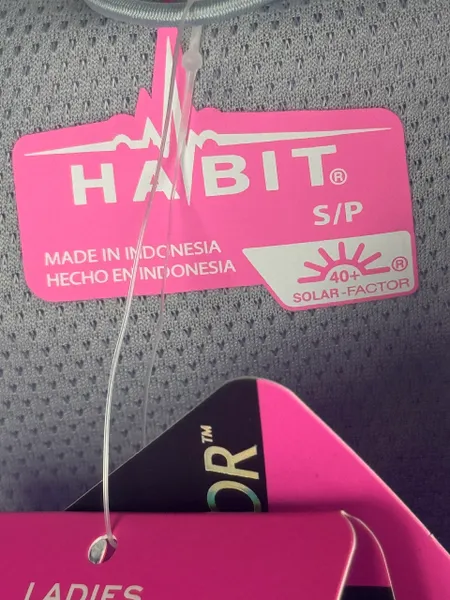 HABIT®
S/P
MADE IN INDONESIA
HECHO EN INDONESIA
40+ ®
SOLAR-FACTOR
OR™
LADIES